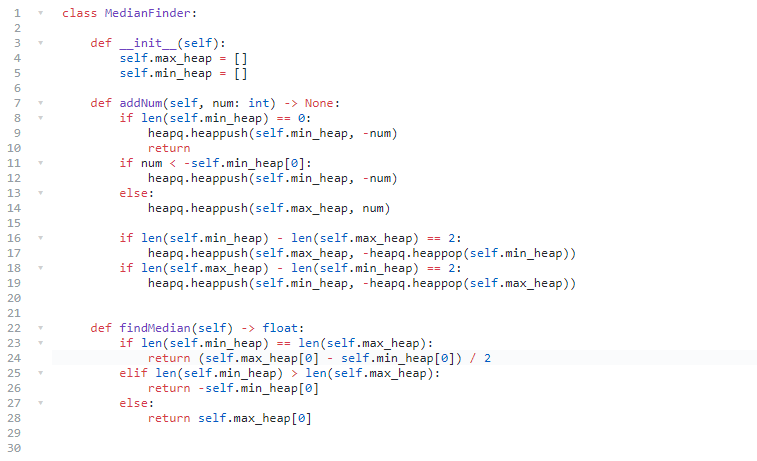 1 class MedianFinder:
2
3     def __init__(self):
4         self.max_heap = []
5         self.min_heap = []
6
7     def addNum(self, num: int) -> None:
8         if len(self.min_heap) == 0:
9             heapq.heappush(self.min_heap, -num)
10             return
11         if num < -self.min_heap[0]:
12             heapq.heappush(self.min_heap, -num)
13         else:
14             heapq.heappush(self.max_heap, num)
15
16         if len(self.min_heap) - len(self.max_heap) == 2:
17             heapq.heappush(self.max_heap, -heapq.heappop(self.min_heap))
18         if len(self.max_heap) - len(self.min_heap) == 2:
19             heapq.heappush(self.min_heap, -heapq.heappop(self.max_heap))
20
21
22     def findMedian(self) -> float:
23         if len(self.min_heap) == len(self.max_heap):
24             return (self.max_heap[0] - self.min_heap[0]) / 2
25         elif len(self.min_heap) > len(self.max_heap):
26             return -self.min_heap[0]
27         else:
28             return self.max_heap[0]
29
30